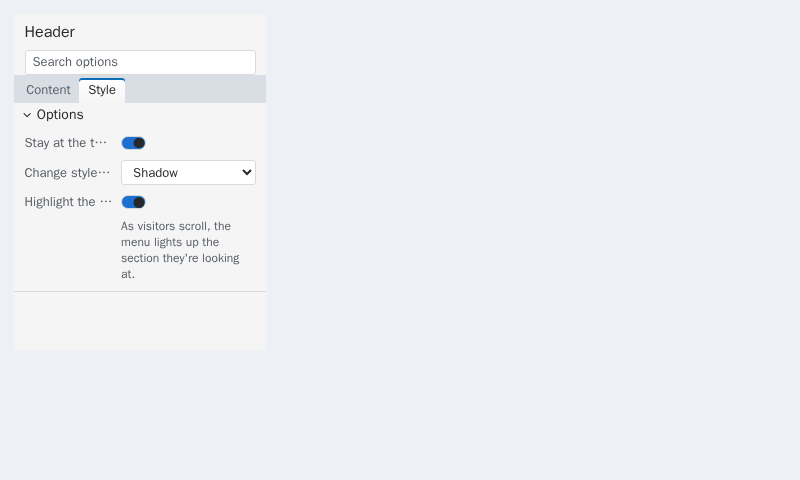 Header
Search options
Content Style
Options
Stay at the t···
Change style··· Shadow
Highlight the ···
As visitors scroll, the
menu lights up the
section they're looking
at.